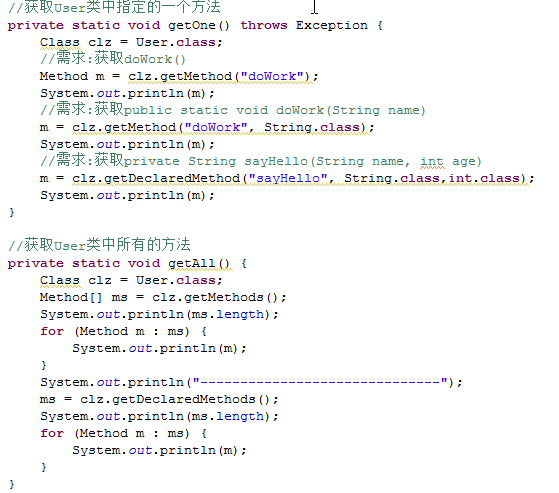 //获取User类中指定的一个方法
private static void getOne() throws Exception {
    Class clz = User.class;
    //需求:获取doWork()
    Method m = clz.getMethod("doWork");
    System.out.println(m);
    //需求:获取public static void doWork(String name)
    m = clz.getMethod("doWork", String.class);
    System.out.println(m);
    //需求:获取private String sayHello(String name, int age)
    m = clz.getDeclaredMethod("sayHello", String.class,int.class);
    System.out.println(m);
}
//获取User类中所有的方法
private static void getAll() {
    Class clz = User.class;
    Method[] ms = clz.getMethods();
    System.out.println(ms.length);
    for (Method m : ms) {
        System.out.println(m);
    }
    System.out.println("------------------------------");
    ms = clz.getDeclaredMethods();
    System.out.println(ms.length);
    for (Method m : ms) {
        System.out.println(m);
    }
}